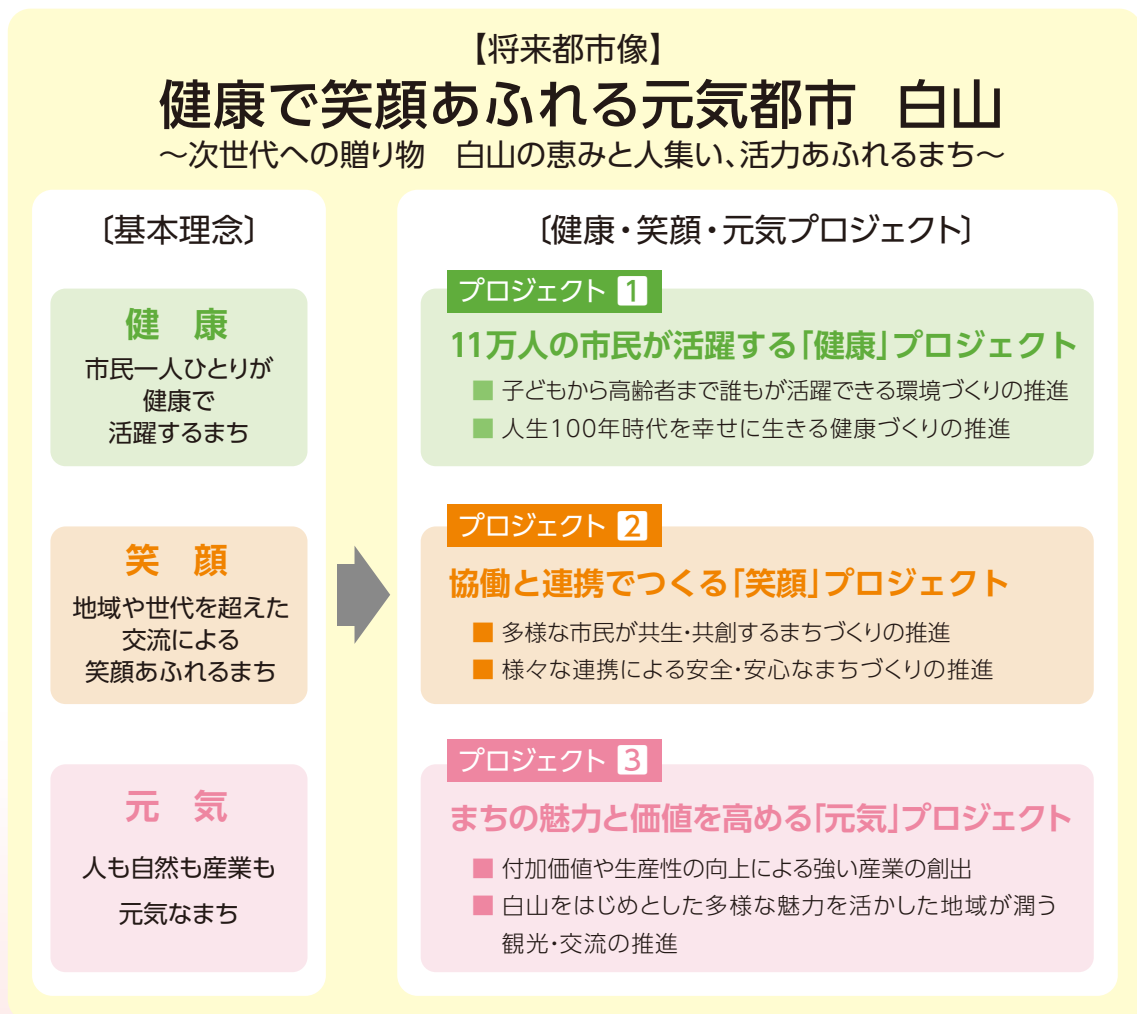 【将来都市像】
健康で笑顔あふれる元気都市　白山
～次世代への贈り物　白山の恵みと人集い、活力あふれるまち～
〔基本理念〕
健　康
市民一人ひとりが
健康で
活躍するまち
笑　顔
地域や世代を超えた
交流による
笑顔あふれるまち
元　気
人も自然も産業も
元気なまち
〔健康・笑顔・元気プロジェクト〕
プロジェクト 1
11万人の市民が活躍する「健康」プロジェクト
■ 子どもから高齢者まで誰もが活躍できる環境づくりの推進
■ 人生100年時代を幸せに生きる健康づくりの推進
プロジェクト 2
協働と連携でつくる「笑顔」プロジェクト
■ 多様な市民が共生・共創するまちづくりの推進
■ 様々な連携による安全・安心なまちづくりの推進
プロジェクト 3
まちの魅力と価値を高める「元気」プロジェクト
■ 付加価値や生産性の向上による強い産業の創出
■ 白山をはじめとした多様な魅力を活かした地域が潤う
観光・交流の推進